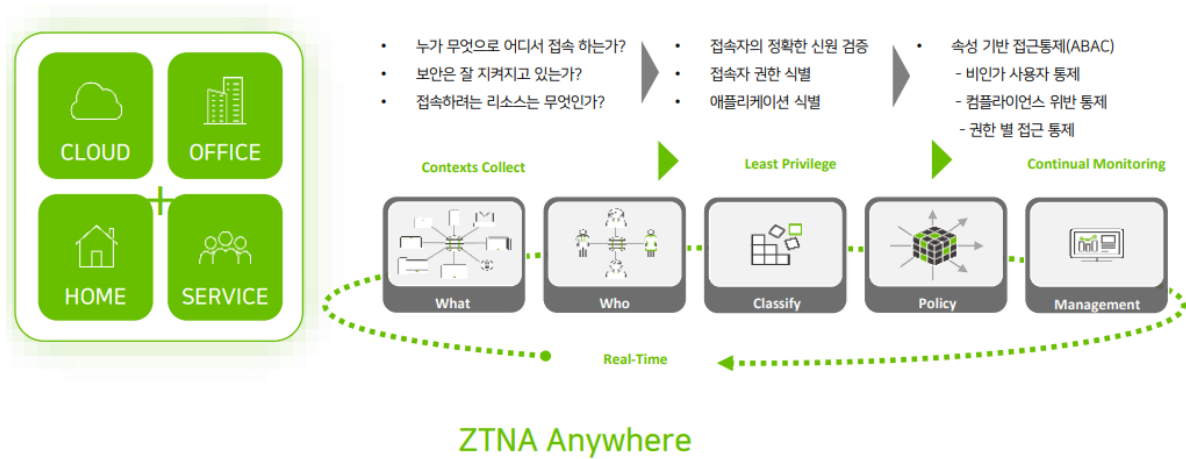 CLOUD
OFFICE
HOME
SERVICE
• 누가 무엇으로 어디서 접속 하는가?
• 보안은 잘 지켜지고 있는가?
• 접속하려는 리소스는 무엇인가?
• 접속자의 정확한 신원 검증
• 접속자 권한 식별
• 애플리케이션 식별
• 속성 기반 접근통제(ABAC)
- 비인가 사용자 통제
- 컴플라이언스 위반 통제
- 권한 별 접근 통제
Contexts Collect
Least Privilege
Continual Monitoring
What
Who
Classify
Policy
Management
Real-Time
ZTNA Anywhere